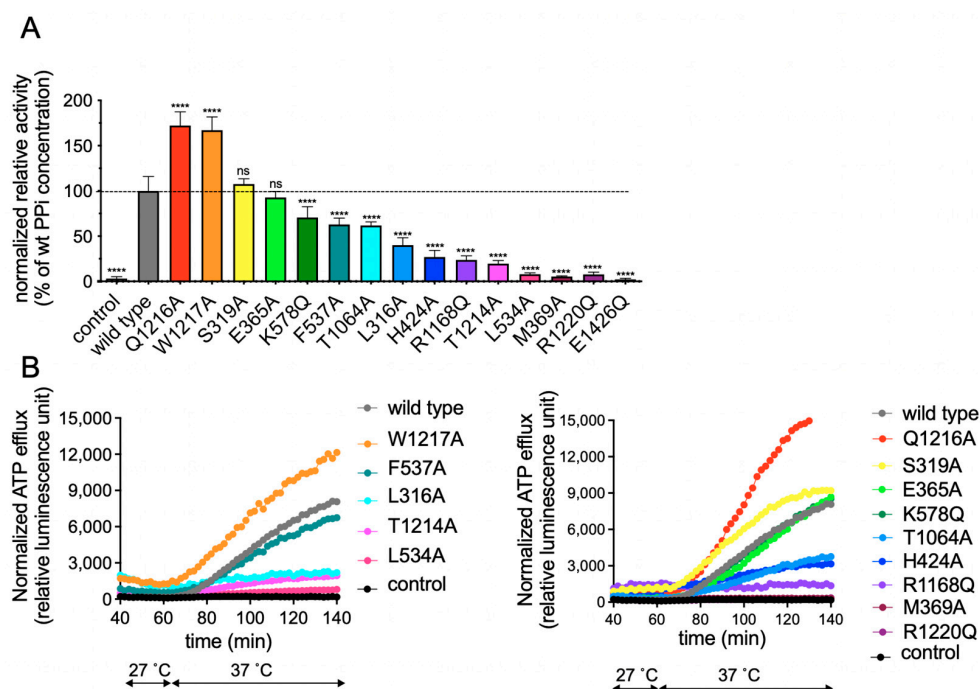 A
normalized relative activity
(% of wt PPi concentration)
200
150
100
50
0
****
****
****
ns
ns
****
****
****
****
****
****
****
****
****
****
****
control
wild type
Q1216A
W1217A
S319A
E365A
K578Q
F537A
T1064A
L316A
H424A
R1168Q
T1214A
L534A
M369A
R1220Q
E1426Q
B
Normalized ATP efflux
(relative luminescence unit)
15,000
12,000
9,000
6,000
3,000
0
40 60 80 100 120 140
time (min)
27 ˚C 37 ˚C
wild type
W1217A
F537A
L316A
T1214A
L534A
control
Normalized ATP efflux
(relative luminescence unit)
15,000
12,000
9,000
6,000
3,000
0
40 60 80 100 120 140
time (min)
27 ˚C 37 ˚C
wild type
Q1216A
S319A
E365A
K578Q
T1064A
H424A
R1168Q
M369A
R1220Q
control